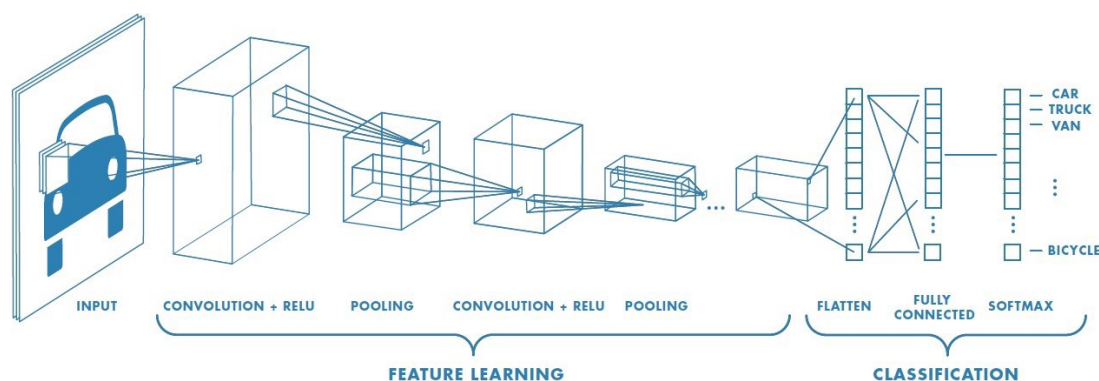 CAR
TRUCK
VAN
BICYCLE
INPUT
CONVOLUTION + RELU
POOLING
CONVOLUTION + RELU
POOLING
FLATTEN
FULLY
CONNECTED
SOFTMAX
FEATURE LEARNING
CLASSIFICATION